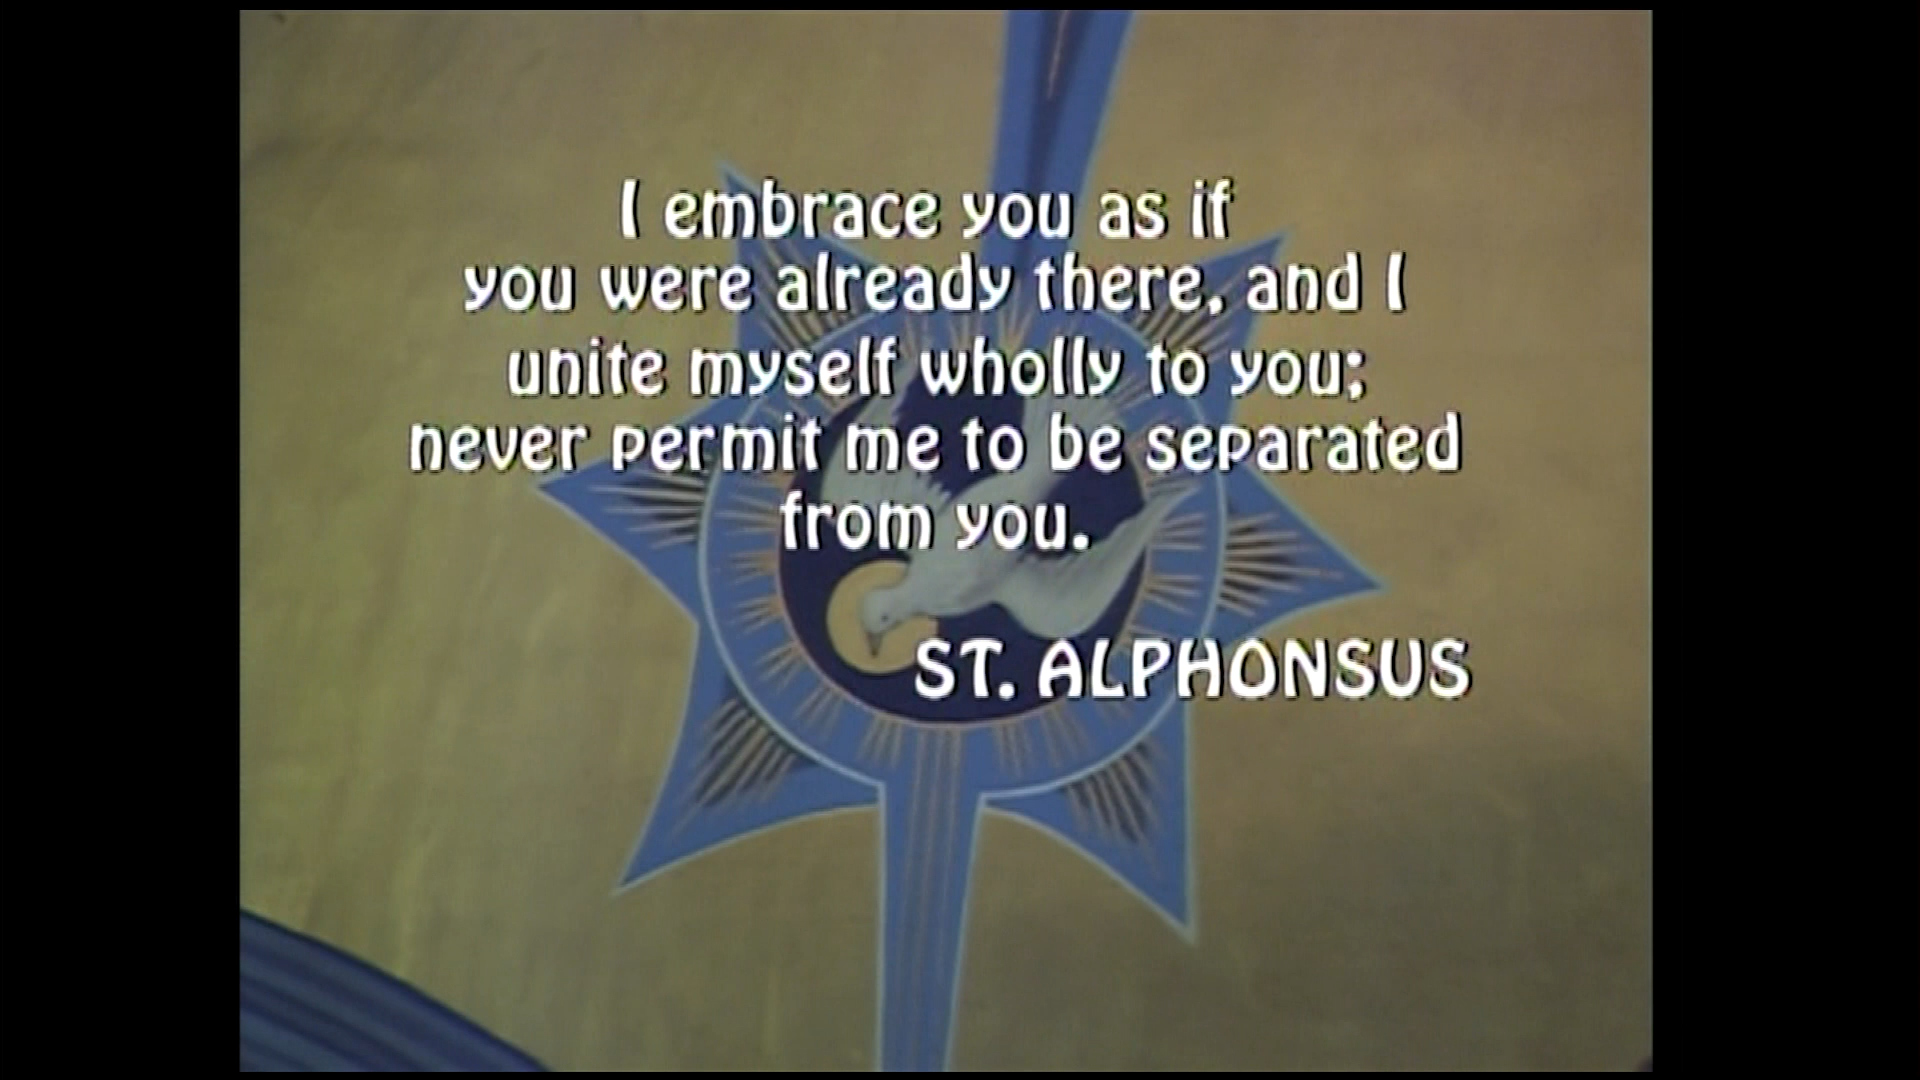 I embrace you as if
you were already there, and I
unite myself wholly to you;
never permit me to be separated
from you.
ST. ALPHONSUS